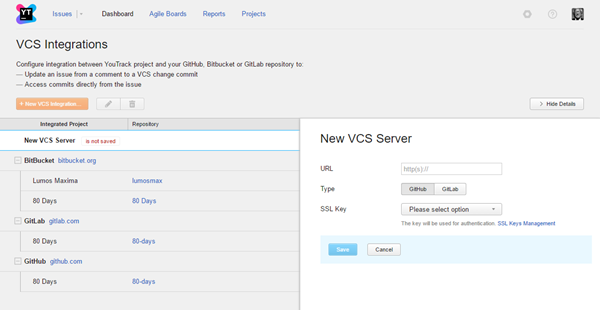 YT
Issues
Dashboard
Agile Boards
Reports
Projects
VCS Integrations
Configure integration between YouTrack project and your GitHub, Bitbucket or GitLab repository to:
— Update an issue from a comment to a VCS change commit
— Access commits directly from the issue
+ New VCS Integration...
Hide Details
Integrated Project
Repository
New VCS Server is not saved
BitBucket bitbucket.org
Lumos Maxima
lumosmax
80 Days
80 Days
GitLab gitlab.com
80 Days
80-days
GitHub github.com
80 Days
80-days
New VCS Server
URL
http(s)://
Type
GitHub
GitLab
SSL Key
Please select option
The key will be used for authentication. SSL Keys Management
Save
Cancel